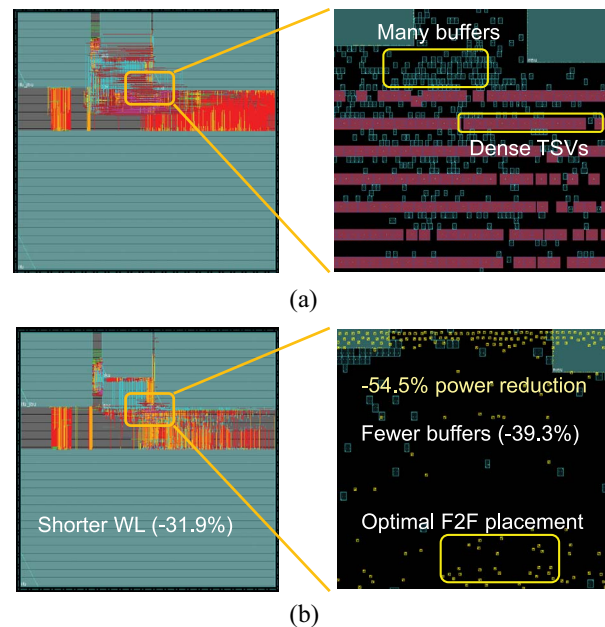 Many buffers
Dense TSVs
(a)
-54.5% power reduction
Fewer buffers (-39.3%)
Shorter WL (-31.9%)
Optimal F2F placement
(b)